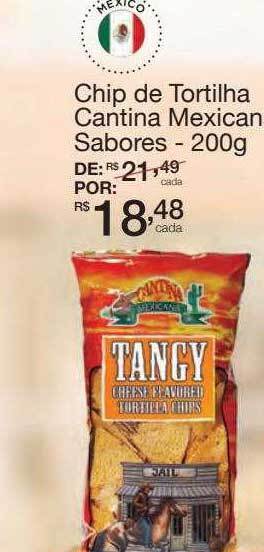 MÉXICO
Chip de Tortilha
Cantina Mexican
Sabores - 200g
DE: R$ 21,49
cada
POR:
R$ 18,48
cada
CANTINA
MEXICANA
TANGY
CHEESE FLAVORED
TORTILLA CHIPS
JAIL